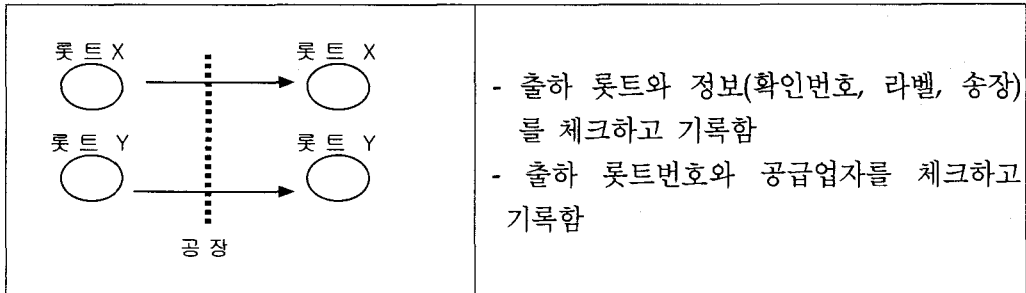 롯트X 롯트 X
롯트 Y 롯트 Y
공장
- 출하 롯트와 정보(확인번호, 라벨, 송장)
를 체크하고 기록함
- 출하 롯트번호와 공급업자를 체크하고
기록함